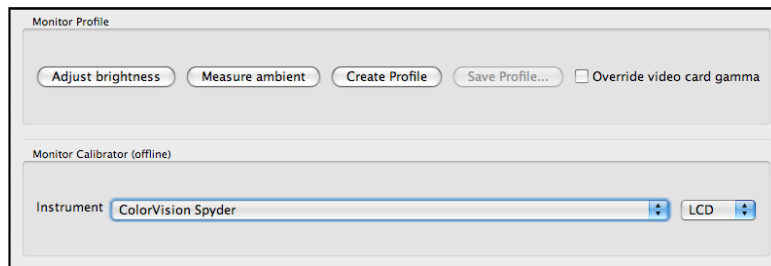 Monitor Profile
Adjust brightness Measure ambient Create Profile Save Profile... Override video card gamma
Monitor Calibrator (offline)
Instrument ColorVision Spyder LCD